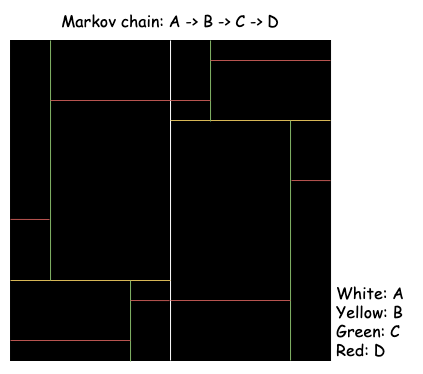 Markov chain: A -> B -> C -> D
White: A
Yellow: B
Green: C
Red: D